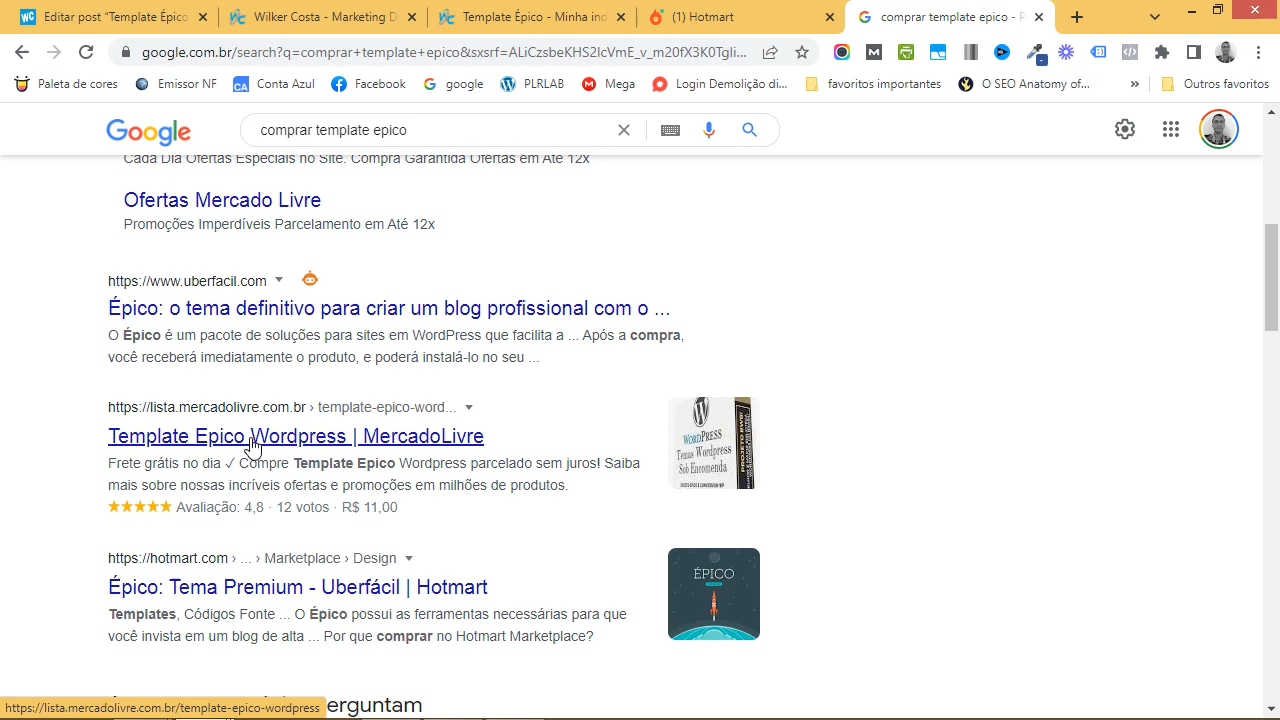 Editar post “Template Épico
Wilker Costa - Marketing D
Template Épico - Minha ind
(1) Hotmart
comprar template epico - P
google.com.br/search?q=comprar+template+epico&sxsrf=ALiCzsbeKHS2IcVmE_v_m20fX3K0TgIi...
Paleta de cores
Emissor NF
CA Conta Azul
Facebook
google
PLRLAB
Mega
Login Demolição di...
favoritos importantes
O SEO Anatomy of...
»
Outros favoritos
Google
comprar template epico
Cada Dia Ofertas Especiais no Site. Compra Garantida Ofertas em Até 12x
Ofertas Mercado Livre
Promoções Imperdíveis Parcelamento em Até 12x
https://www.uberfacil.com
Épico: o tema definitivo para criar um blog profissional com o ...
O Épico é um pacote de soluções para sites em WordPress que facilita a ... Após a compra,
você receberá imediatamente o produto, e poderá instalá-lo no seu ...
https://lista.mercadolivre.com.br › template-epico-word...
Template Epico Wordpress | MercadoLivre
Frete grátis no dia ✓ Compre Template Epico Wordpress parcelado sem juros! Saiba
mais sobre nossas incríveis ofertas e promoções em milhões de produtos.
Avaliação: 4,8 · 12 votos · R$ 11,00
WORDPRESS
Temas Wordpress
Sob Encomenda
https://hotmart.com › ... › Marketplace › Design
Épico: Tema Premium - Uberfácil | Hotmart
Templates, Códigos Fonte ... O Épico possui as ferramentas necessárias para que
você invista em um blog de alta ... Por que comprar no Hotmart Marketplace?
ÉPICO
erguntam
https://lista.mercadolivre.com.br/template-epico-wordpress